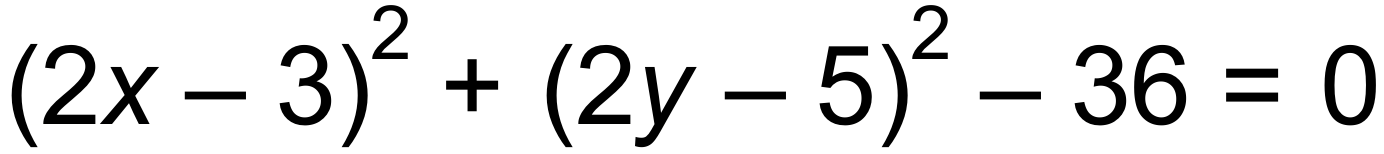 (2x – 3)² + (2y – 5)² – 36 = 0